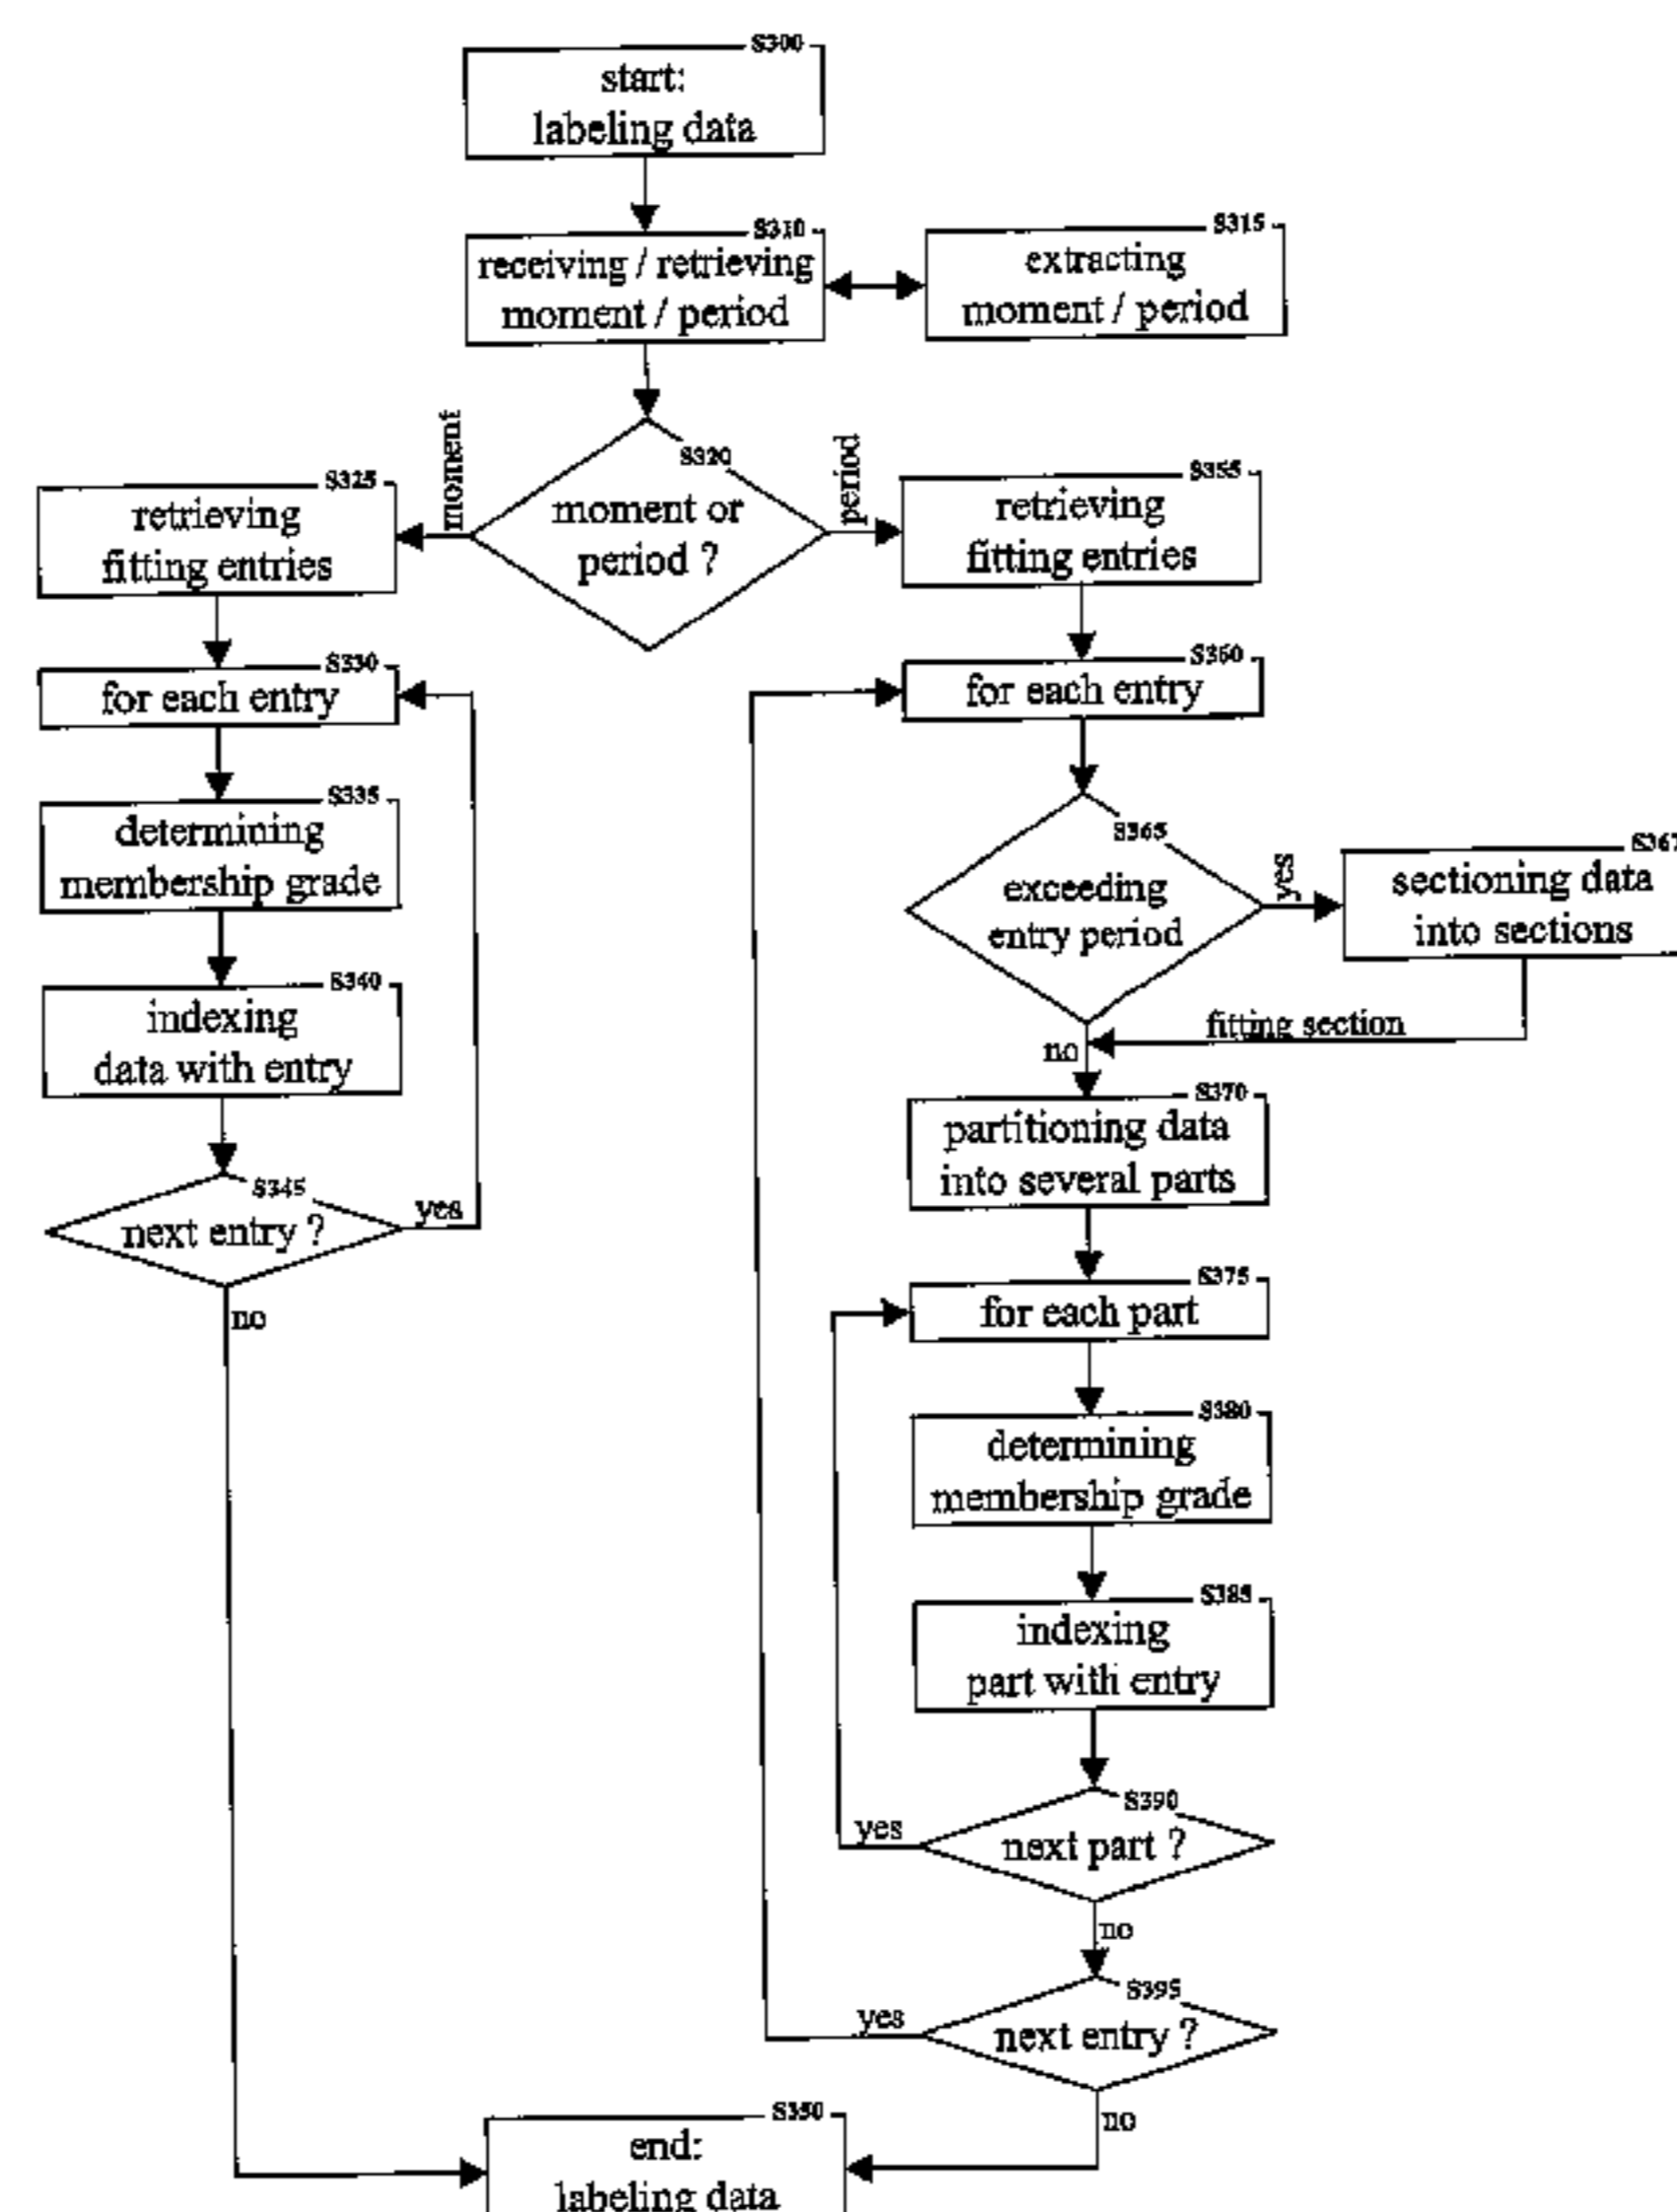 S300
start:
labeling data
S310
receiving / retrieving
moment / period
S315
extracting
moment / period
S320
moment or
period ?
moment
period
S325
retrieving
fitting entries
S355
retrieving
fitting entries
S330
for each entry
S360
for each entry
S335
determining
membership grade
S365
exceeding
entry period
yes
S367
sectioning data
into sections
fitting section
no
S340
indexing
data with entry
S370
partitioning data
into several parts
S345
next entry ?
yes
no
S375
for each part
S380
determining
membership grade
S385
indexing
part with entry
S390
next part ?
yes
no
S395
next entry ?
yes
no
S350
end:
labeling data